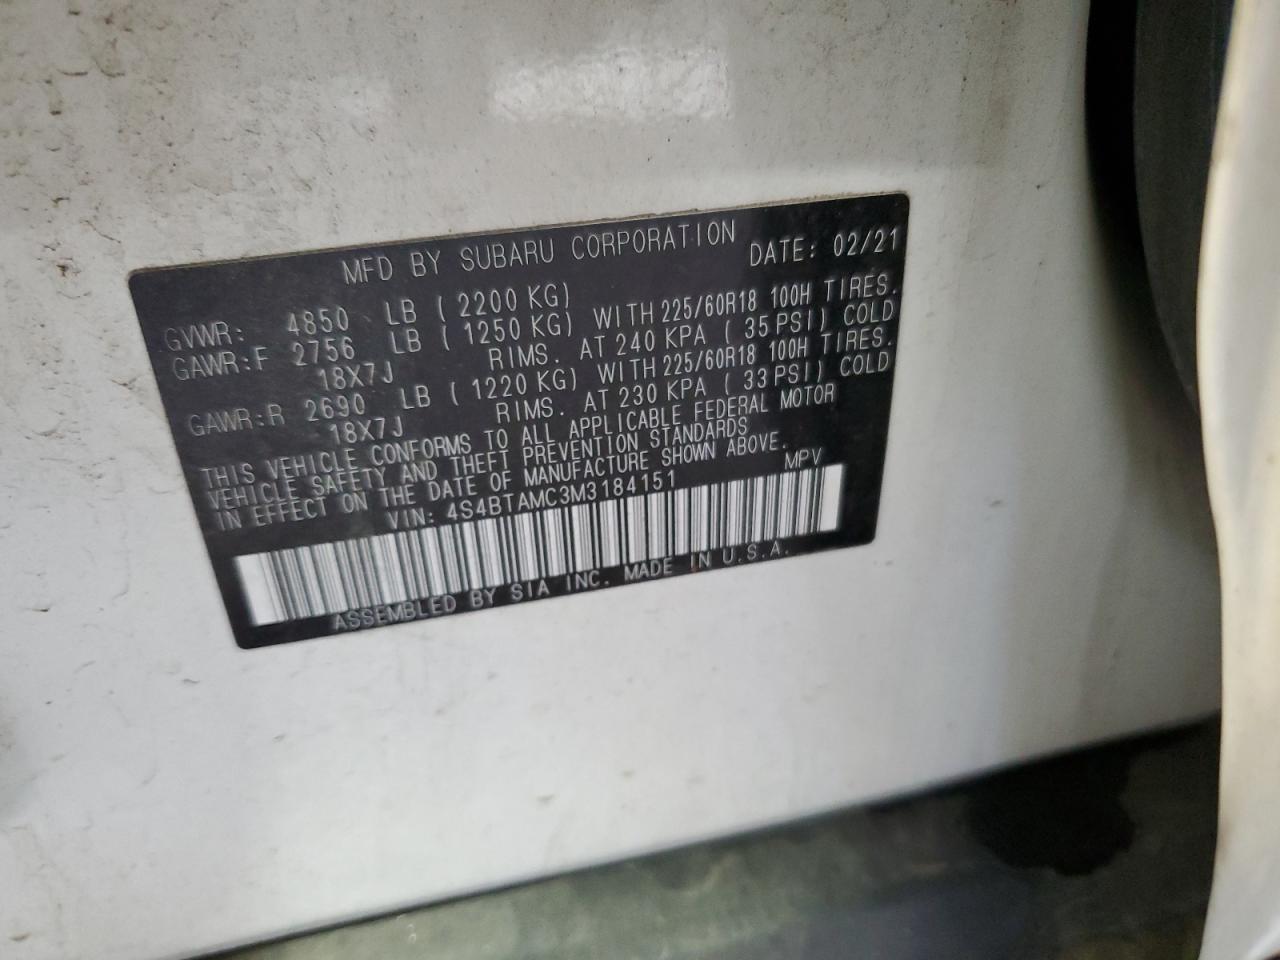 MFD BY SUBARU CORPORATION DATE: 02/21
GVWR: 4850 LB ( 2200 KG)
GAWR:F 2756 LB ( 1250 KG) WITH 225/60R18 100H TIRES.
18X7J RIMS. AT 240 KPA ( 35 PSI) COLD
GAWR:R 2690 LB ( 1220 KG) WITH 225/60R18 100H TIRES.
18X7J RIMS. AT 230 KPA ( 33 PSI) COLD
THIS VEHICLE CONFORMS TO ALL APPLICABLE FEDERAL MOTOR
VEHICLE SAFETY AND THEFT PREVENTION STANDARDS
IN EFFECT ON THE DATE OF MANUFACTURE SHOWN ABOVE.
VIN: 4S4BTAMC3M3184151 MPV
ASSEMBLED BY SIA INC. MADE IN U.S.A.